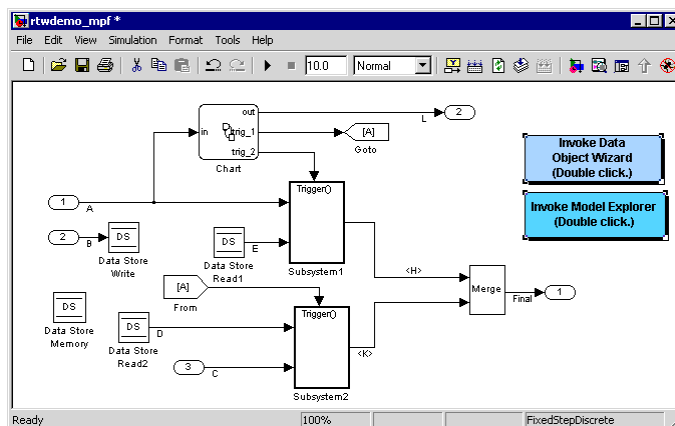 rtwdemo_mpf *
File Edit View Simulation Format Tools Help
10.0 Normal
out
in trig_1
trig_2
Chart
[A]
Goto
L
2
Invoke Data
Object Wizard
(Double click.)
Invoke Model Explorer
(Double click.)
1
A
Trigger()
2
B
DS
Data Store
Write
DS
E
Data Store
Read1
Subsystem1
<H>
[A]
From
Trigger()
Merge
Final
1
DS
Data Store
Memory
DS
D
Data Store
Read2
<K>
3
C
Subsystem2
Ready 100% FixedStepDiscrete